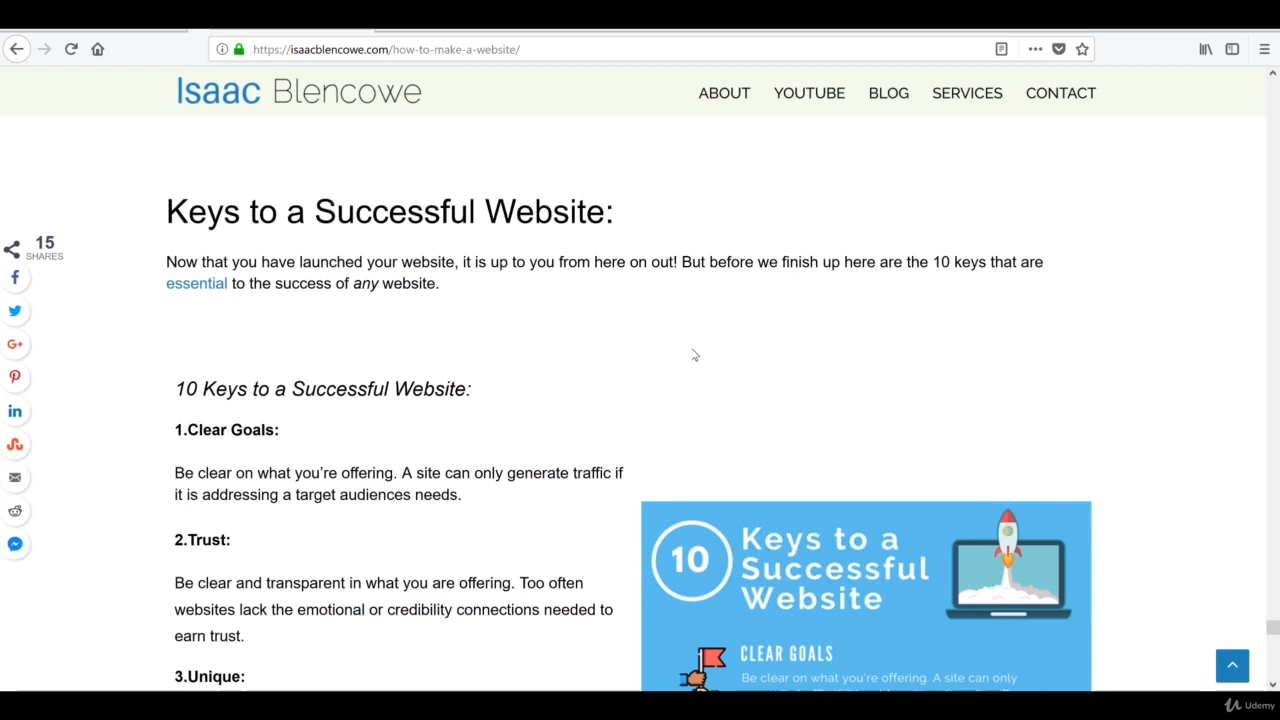 https://isaacblencowe.com/how-to-make-a-website/
Isaac Blencowe
ABOUT YOUTUBE BLOG SERVICES CONTACT
Keys to a Successful Website:
15
SHARES
Now that you have launched your website, it is up to you from here on out! But before we finish up here are the 10 keys that are
essential to the success of any website.
10 Keys to a Successful Website:
1.Clear Goals:
Be clear on what you’re offering. A site can only generate traffic if
it is addressing a target audiences needs.
2.Trust:
Be clear and transparent in what you are offering. Too often
websites lack the emotional or credibility connections needed to
earn trust.
3.Unique:
10 Keys to a
Successful
Website
CLEAR GOALS
Be clear on what you're offering. A site can only
Udemy